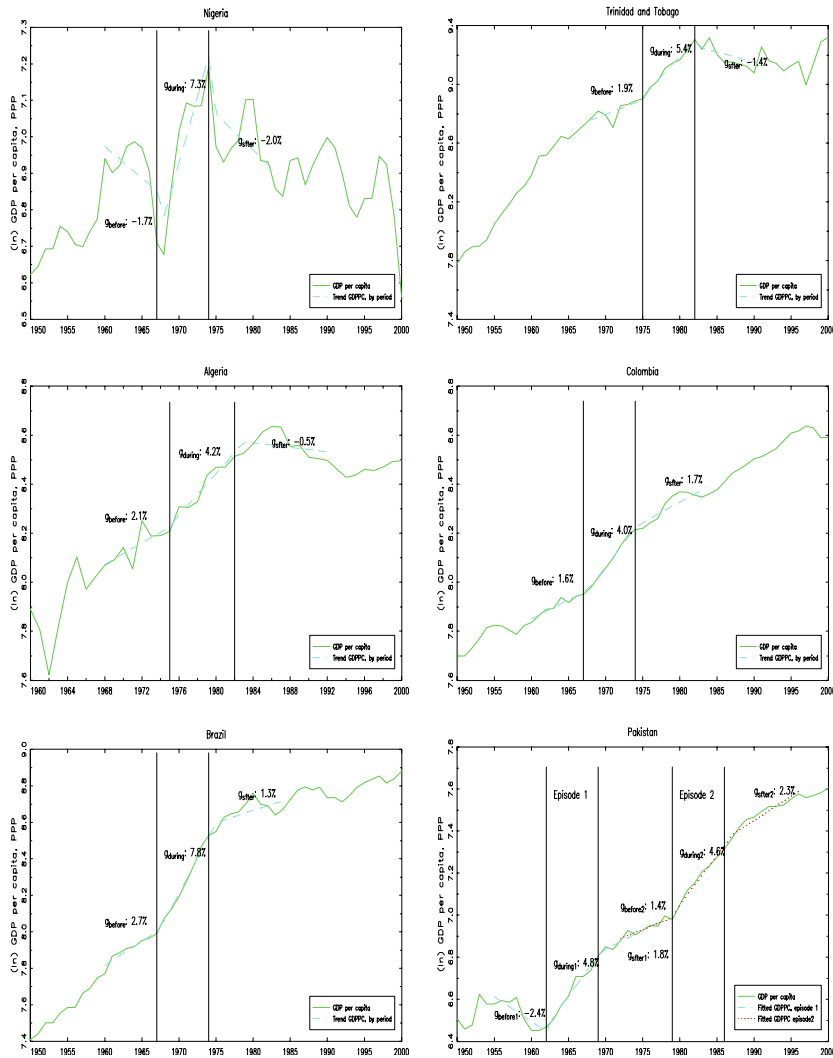 Nigeria
(ln) GDP per capita, PPP
7.3
7.2
7.1
7.0
6.9
6.8
6.7
6.6
6.5
g_during: 7.3%
g_after: -2.0%
g_before: -1.7%
GDP per capita
Trend GDPPC, by period
1950 1955 1960 1965 1970 1975 1980 1985 1990 1995 2000
Trinidad and Tobago
(ln) GDP per capita, PPP
9.4
9.0
8.6
8.2
7.8
7.4
g_during: 5.4%
g_after: -1.4%
g_before: 1.9%
GDP per capita
Trend GDPPC, by period
1950 1955 1960 1965 1970 1975 1980 1985 1990 1995 2000
Algeria
(ln) GDP per capita, PPP
8.8
8.6
8.4
8.2
8.0
7.8
7.6
g_during: 4.2%
g_after: -0.5%
g_before: 2.1%
GDP per capita
Trend GDPPC, by period
1960 1964 1968 1972 1976 1980 1984 1988 1992 1996 2000
Colombia
(ln) GDP per capita, PPP
8.8
8.6
8.4
8.2
8.0
7.8
7.6
g_after: 1.7%
g_during: 4.0%
g_before: 1.6%
GDP per capita
Trend GDPPC, by period
1950 1955 1960 1965 1970 1975 1980 1985 1990 1995 2000
Brazil
(ln) GDP per capita, PPP
9.0
8.8
8.6
8.4
8.2
8.0
7.8
7.6
7.4
g_after: 1.3%
g_during: 7.8%
g_before: 2.7%
GDP per capita
Trend GDPPC, by period
1950 1955 1960 1965 1970 1975 1980 1985 1990 1995 2000
Pakistan
(ln) GDP per capita, PPP
7.6
7.4
7.2
7.0
6.8
6.6
6.4
Episode 1
Episode 2
g_after2: 2.3%
g_during2: 4.6%
g_before2: 1.4%
g_after1: 1.8%
g_during1: 4.8%
g_before1: -2.4%
GDP per capita
Fitted GDPPC, episode 1
Fitted GDPPC episode2
1950 1955 1960 1965 1970 1975 1980 1985 1990 1995 2000